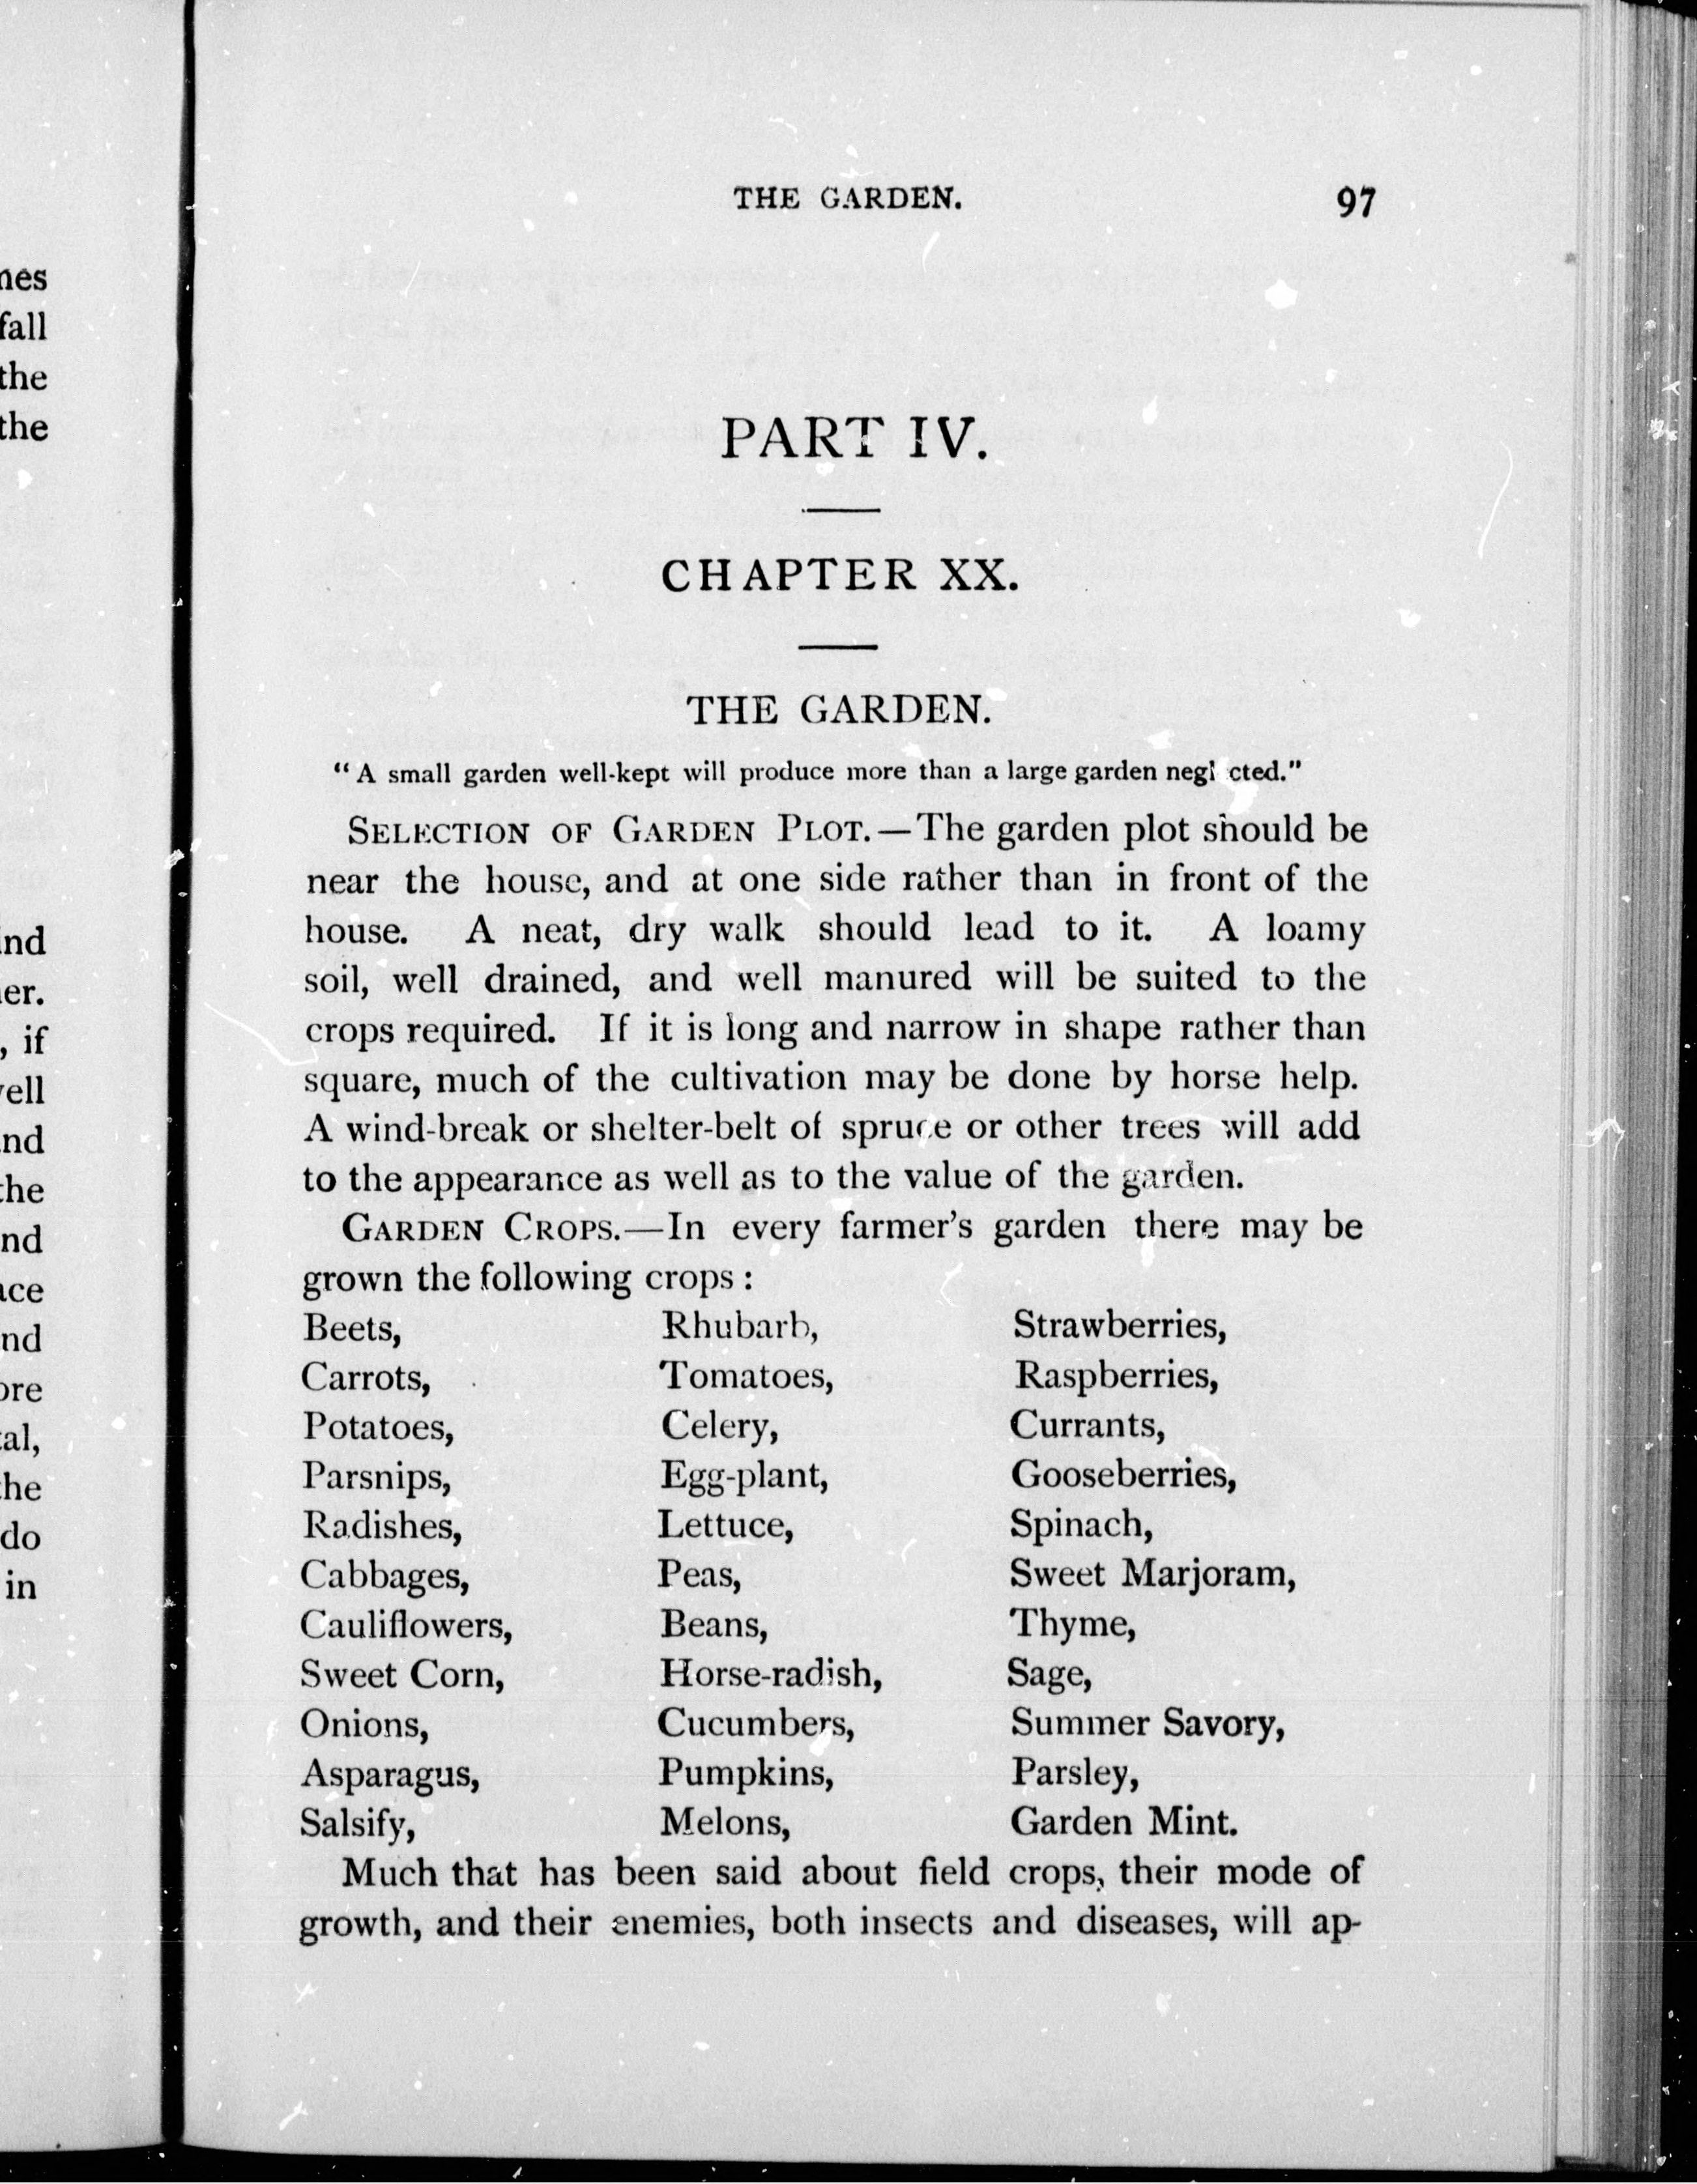 THE GARDEN. 97
PART IV.
CHAPTER XX.
THE GARDEN.
"A small garden well-kept will produce more than a large garden negl cted."
SELECTION OF GARDEN PLOT.—The garden plot should be
near the house, and at one side rather than in front of the
house. A neat, dry walk should lead to it. A loamy
soil, well drained, and well manured will be suited to the
crops required. If it is long and narrow in shape rather than
square, much of the cultivation may be done by horse help.
A wind-break or shelter-belt of spruce or other trees will add
to the appearance as well as to the value of the garden.
GARDEN CROPS.—In every farmer's garden there may be
grown the following crops:
Beets, Rhubarb, Strawberries,
Carrots, Tomatoes, Raspberries,
Potatoes, Celery, Currants,
Parsnips, Egg-plant, Gooseberries,
Radishes, Lettuce, Spinach,
Cabbages, Peas, Sweet Marjoram,
Cauliflowers, Beans, Thyme,
Sweet Corn, Horse-radish, Sage,
Onions, Cucumbers, Summer Savory,
Asparagus, Pumpkins, Parsley,
Salsify, Melons, Garden Mint.
Much that has been said about field crops, their mode of
growth, and their enemies, both insects and diseases, will ap-